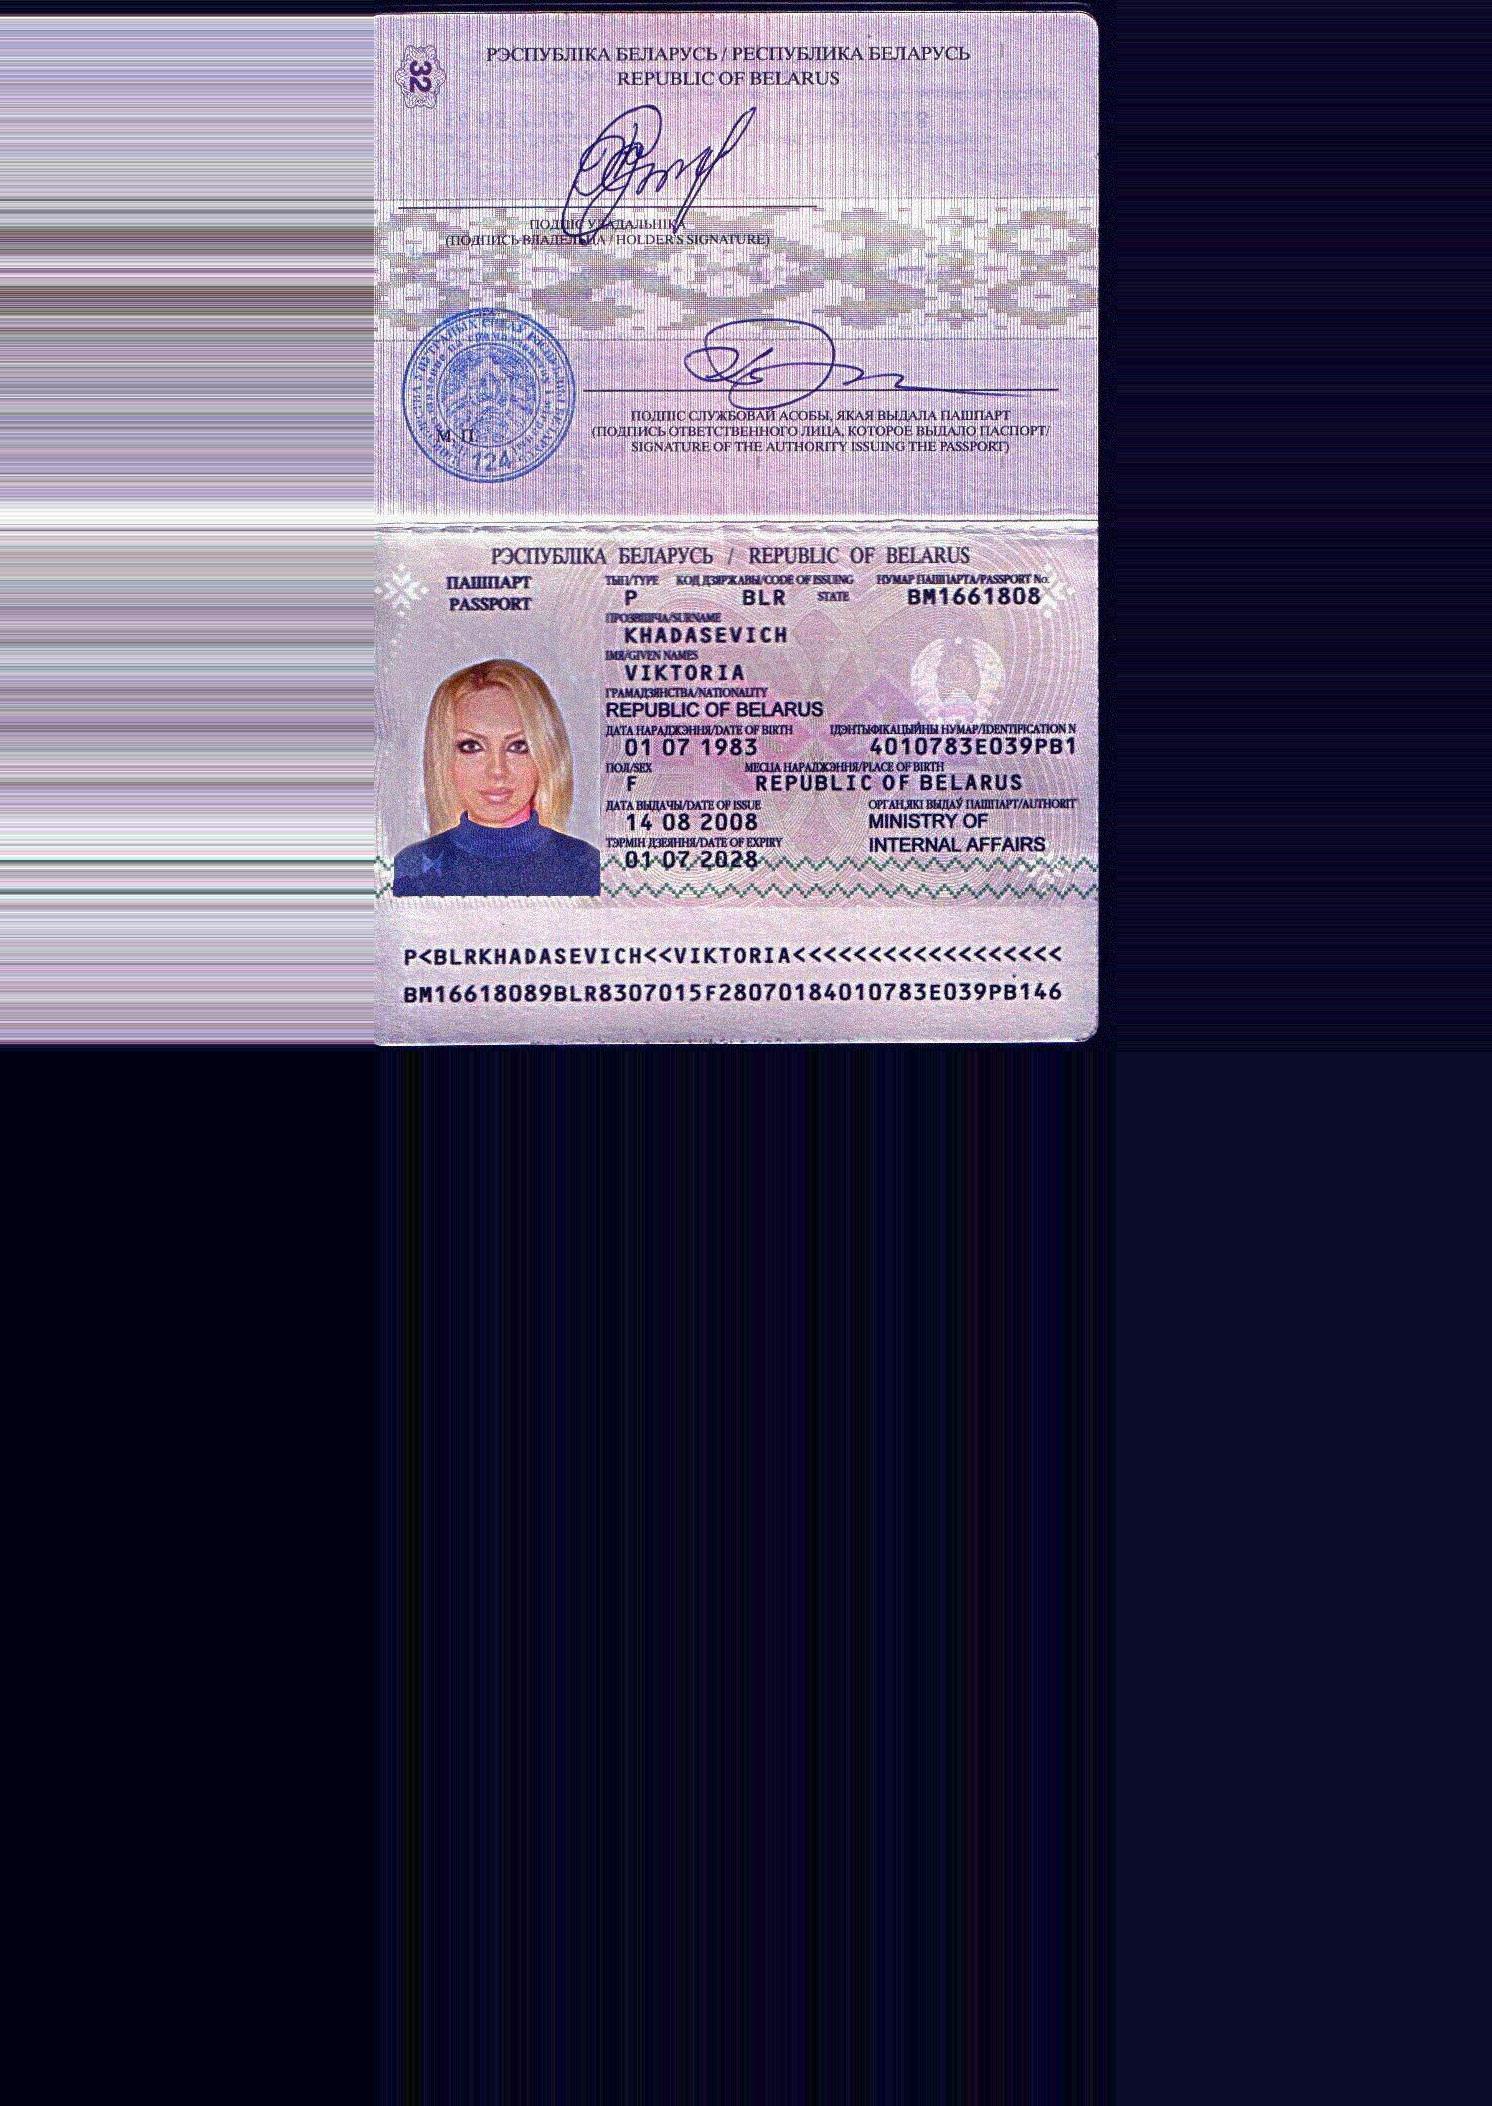 32
РЭСПУБЛІКА БЕЛАРУСЬ / РЕСПУБЛИКА БЕЛАРУСЬ
REPUBLIC OF BELARUS
ПОДПІС УЛАДАЛЬНІКА
(ПОДПИСЬ ВЛАДЕЛЬЦА / HOLDER'S SIGNATURE)
М. П.
124
ПОДПІС СЛУЖБОВАЙ АСОБЫ, ЯКАЯ ВЫДАЛА ПАШПАРТ
(ПОДПИСЬ ОТВЕТСТВЕННОГО ЛИЦА, КОТОРОЕ ВЫДАЛО ПАСПОРТ/
SIGNATURE OF THE AUTHORITY ISSUING THE PASSPORT)
РЭСПУБЛІКА БЕЛАРУСЬ / REPUBLIC OF BELARUS
ПАШПАРТ
PASSPORT
ТЫП/TYPE КОД ДЗЯРЖАВЫ/CODE OF ISSUING STATE НУМАР ПАШПАРТА/PASSPORT No.
P BLR BM1661808
ПРОЗВІШЧА/SURNAME
KHADASEVICH
ІМЯ/GIVEN NAMES
VIKTORIA
ГРАМАДЗЯНСТВА/NATIONALITY
REPUBLIC OF BELARUS
ДАТА НАРАДЖЭННЯ/DATE OF BIRTH ІДЭНТЫФІКАЦЫЙНЫ НУМАР/IDENTIFICATION N
01 07 1983 4010783E039PB1
ПОЛ/SEX МЕСЦА НАРАДЖЭННЯ/PLACE OF BIRTH
F REPUBLIC OF BELARUS
ДАТА ВЫДАЧЫ/DATE OF ISSUE ОРГАН,ЯКІ ВЫДАЎ ПАШПАРТ/AUTHORIT
14 08 2008 MINISTRY OF
ТЭРМІН ДЗЕЯННЯ/DATE OF EXPIRY INTERNAL AFFAIRS
01 07 2028
P<BLRKHADASEVICH<<VIKTORIA<<<<<<<<<<<<<<<<<<
BM16618089BLR8307015F28070184010783E039PB146